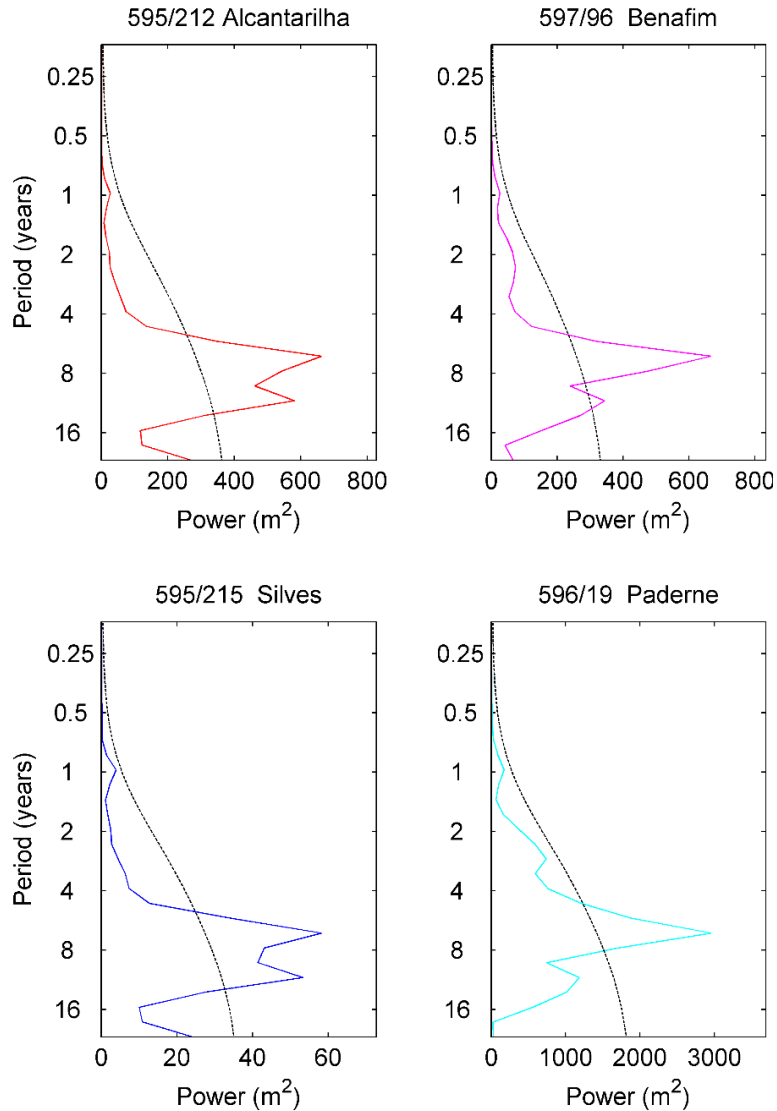 595/212 Alcantarilha
597/96 Benafim
0.25
0.5
1
2
4
8
16
Period (years)
0 200 400 600 800
Power (m²)
0.25
0.5
1
2
4
8
16
0 200 400 600 800
Power (m²)
595/215 Silves
596/19 Paderne
0.25
0.5
1
2
4
8
16
Period (years)
0 20 40 60
Power (m²)
0.25
0.5
1
2
4
8
16
0 1000 2000 3000
Power (m²)